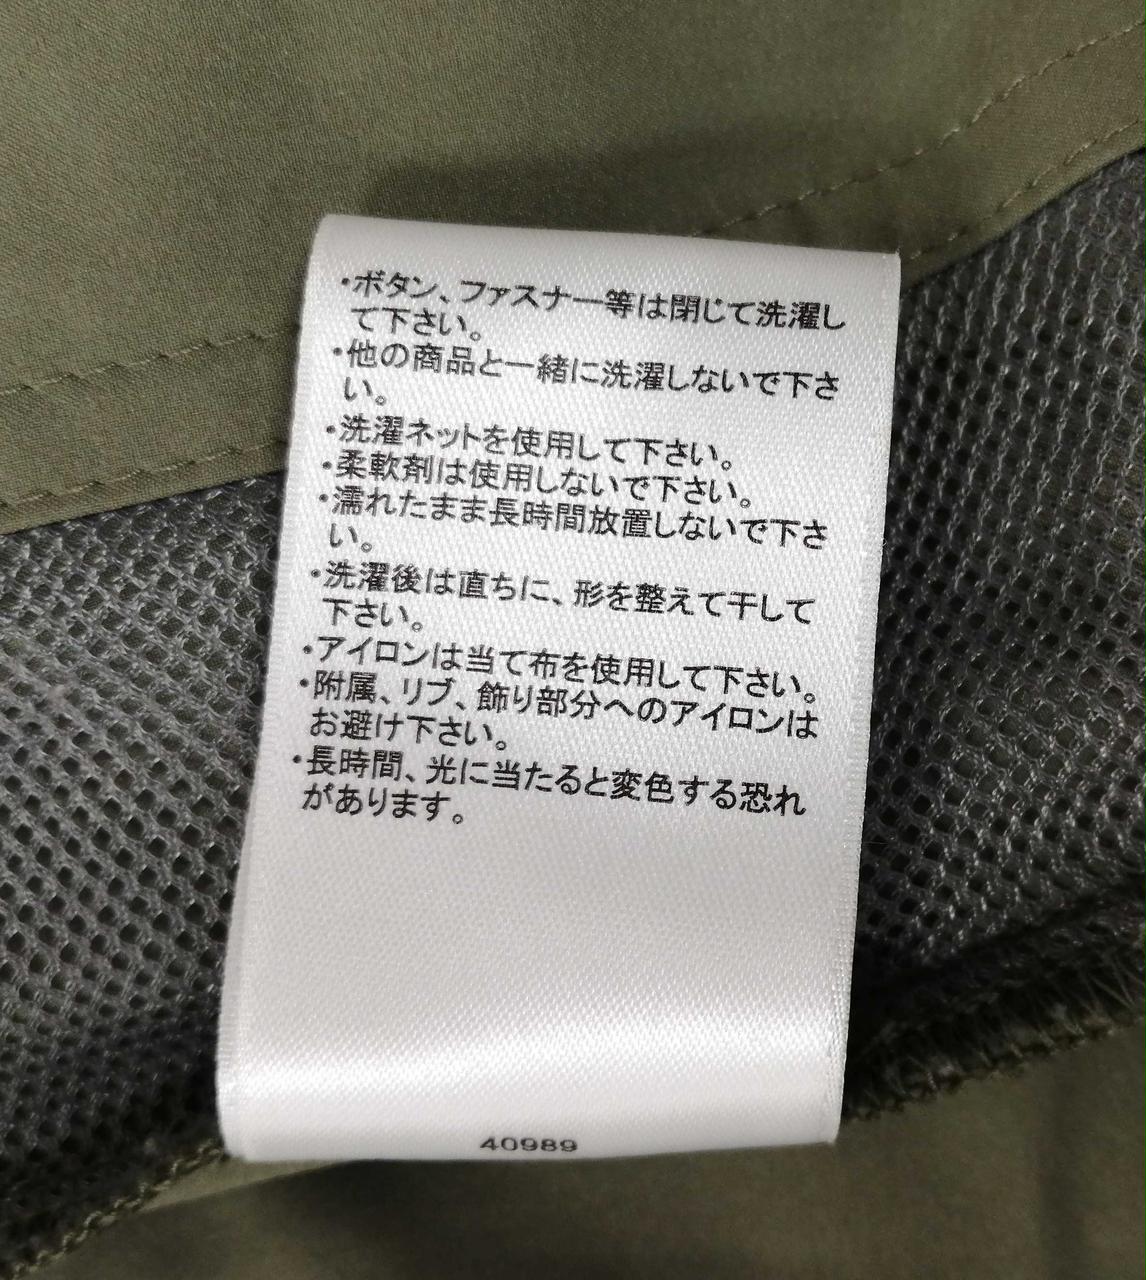 ・ボタン、ファスナー等は閉じて洗濯し
て下さい。
・他の商品と一緒に洗濯しないで下さ
い。
・洗濯ネットを使用して下さい。
・柔軟剤は使用しないで下さい。
・濡れたまま長時間放置しないで下さ
い。
・洗濯後は直ちに、形を整えて干して
下さい。
・アイロンは当て布を使用して下さい。
・附属、リブ、飾り部分へのアイロンは
お避け下さい。
・長時間、光に当たると変色する恐れ
があります。
40989